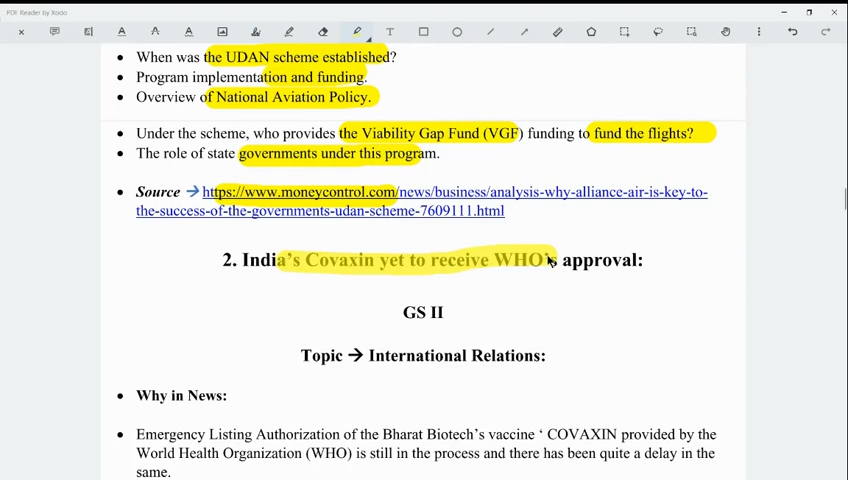 PDF Reader by Xodo
When was the UDAN scheme established?
Program implementation and funding.
Overview of National Aviation Policy.
Under the scheme, who provides the Viability Gap Fund (VGF) funding to fund the flights?
The role of state governments under this program.
Source → https://www.moneycontrol.com/news/business/analysis-why-alliance-air-is-key-to-
the-success-of-the-governments-udan-scheme-7609111.html
2. India's Covaxin yet to receive WHO's approval:
GS II
Topic → International Relations:
Why in News:
Emergency Listing Authorization of the Bharat Biotech's vaccine ‘ COVAXIN provided by the
World Health Organization (WHO) is still in the process and there has been quite a delay in the
same.